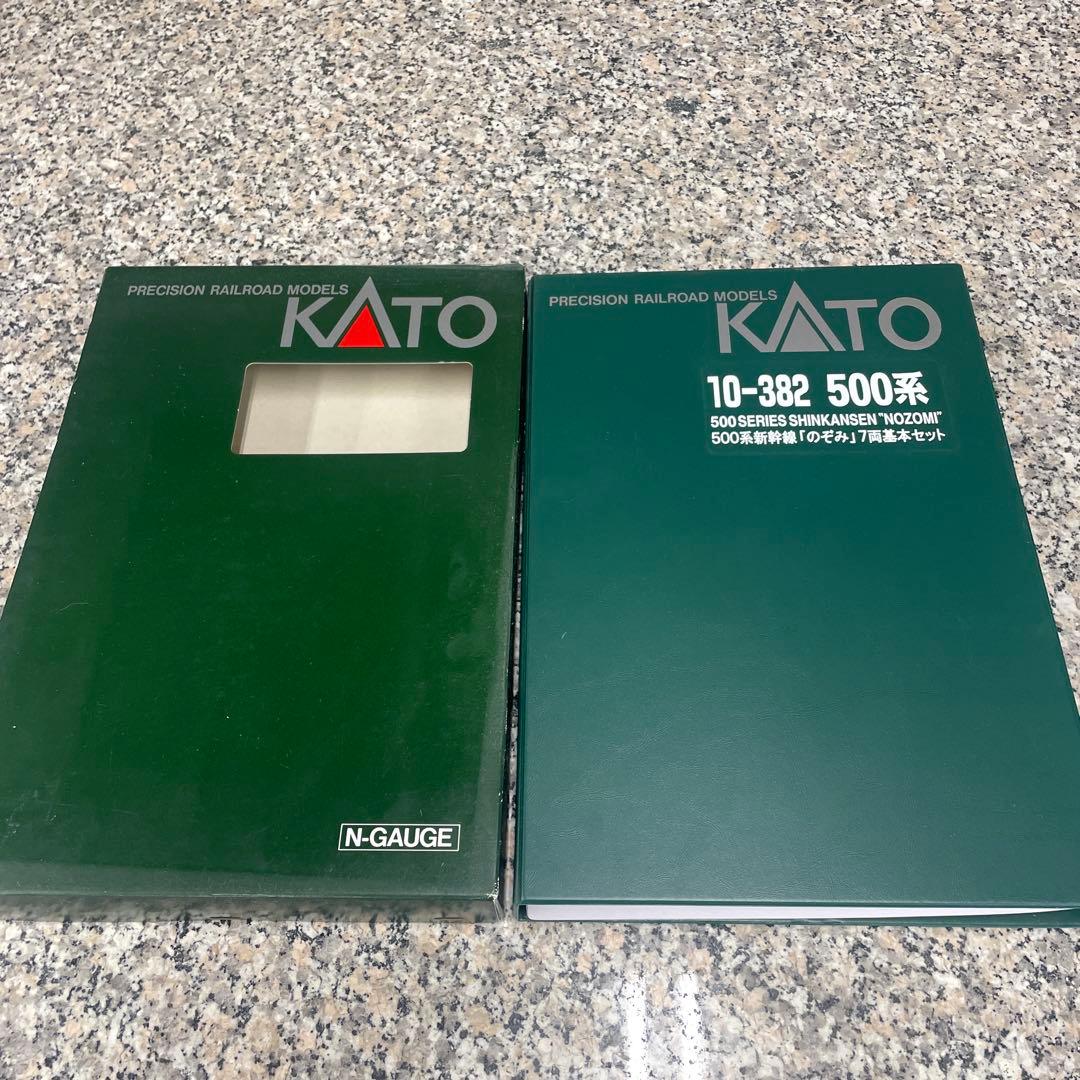 PRECISION RAILROAD MODELS
KATO
N-GAUGE
PRECISION RAILROAD MODELS
KATO
10-382 500系
500 SERIES SHINKANSEN "NOZOMI"
500系新幹線「のぞみ」7両基本セット